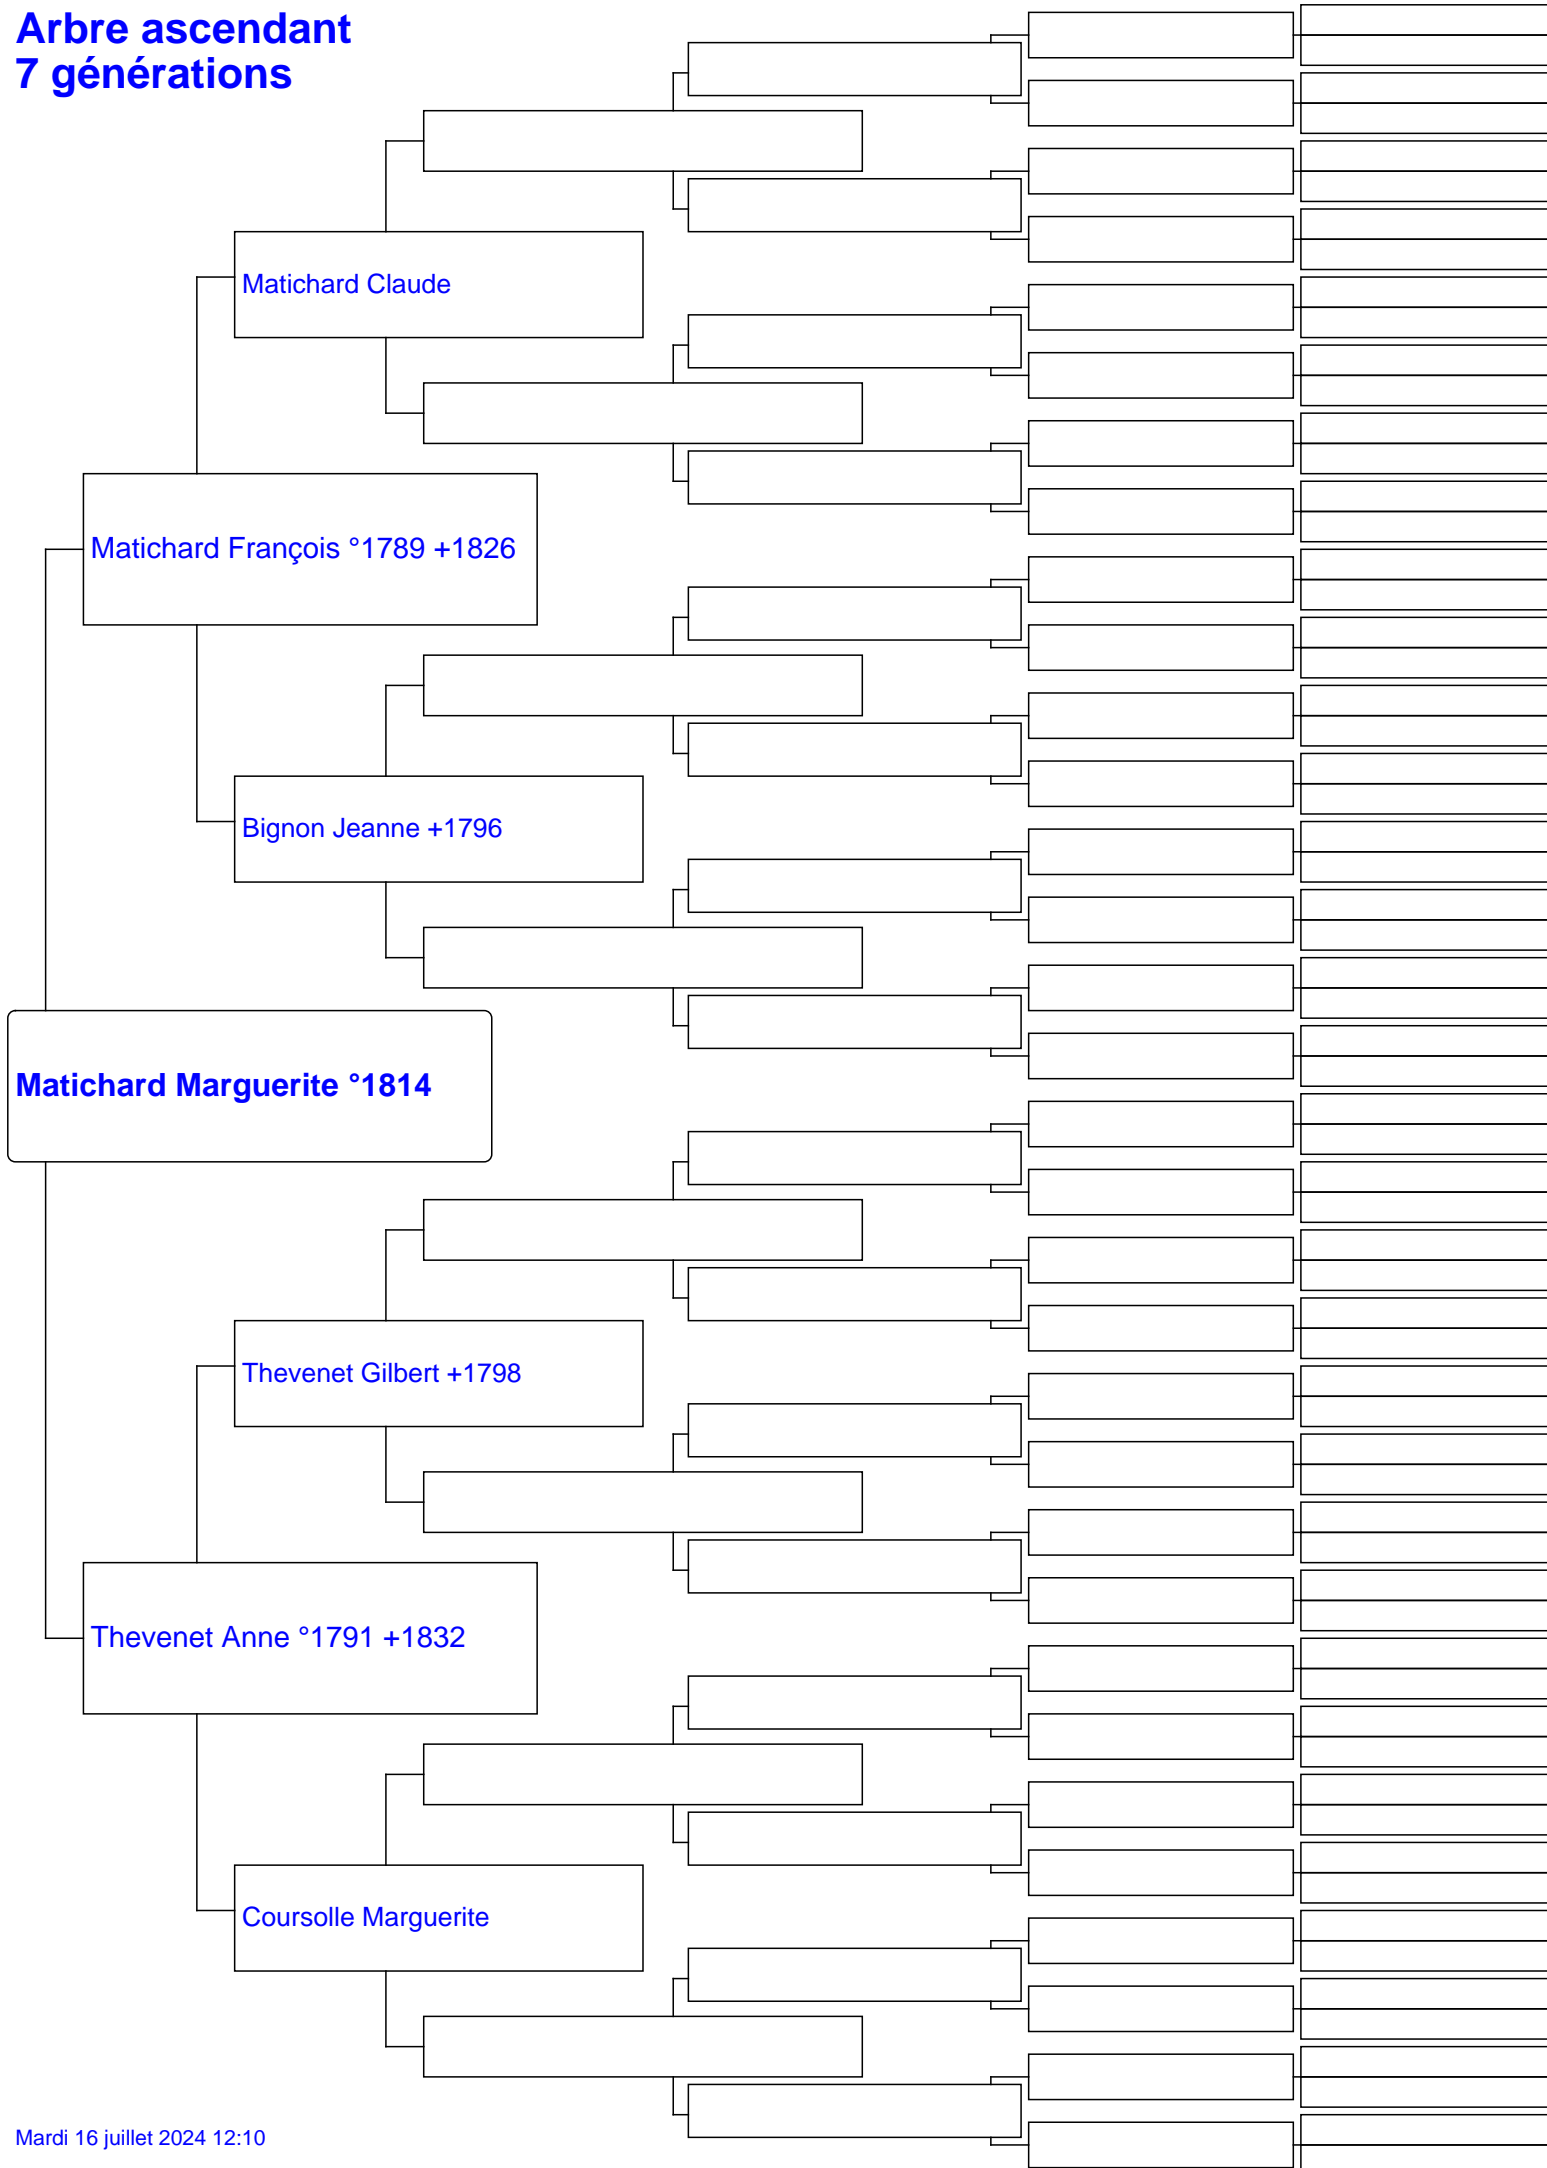 Arbre ascendant
7 générations
Matichard Claude
Matichard François °1789 +1826
Bignon Jeanne +1796
Matichard Marguerite °1814
Thevenet Gilbert +1798
Thevenet Anne °1791 +1832
Coursolle Marguerite
Mardi 16 juillet 2024 12:10